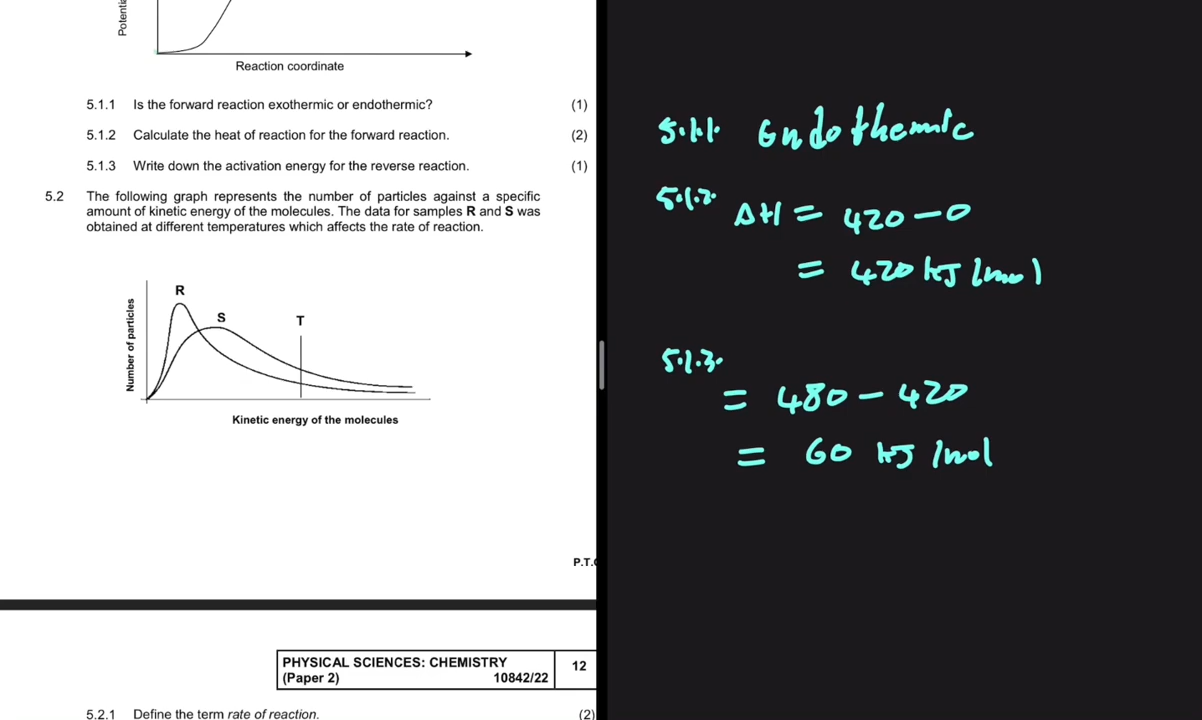 Potentia
Reaction coordinate
5.1.1 Is the forward reaction exothermic or endothermic? (1)
5.1.2 Calculate the heat of reaction for the forward reaction. (2)
5.1.3 Write down the activation energy for the reverse reaction. (1)
5.2 The following graph represents the number of particles against a specific
amount of kinetic energy of the molecules. The data for samples R and S was
obtained at different temperatures which affects the rate of reaction.
R
S
T
Number of particles
Kinetic energy of the molecules
P.T.O
PHYSICAL SCIENCES: CHEMISTRY
(Paper 2) 10842/22
12
5.2.1 Define the term rate of reaction. (2)
5.1.1. Endothemic
5.1.2. ΔH = 420 - 0
= 420 kJ/mol
5.1.3.
= 480 - 420
= 60 kJ/mol